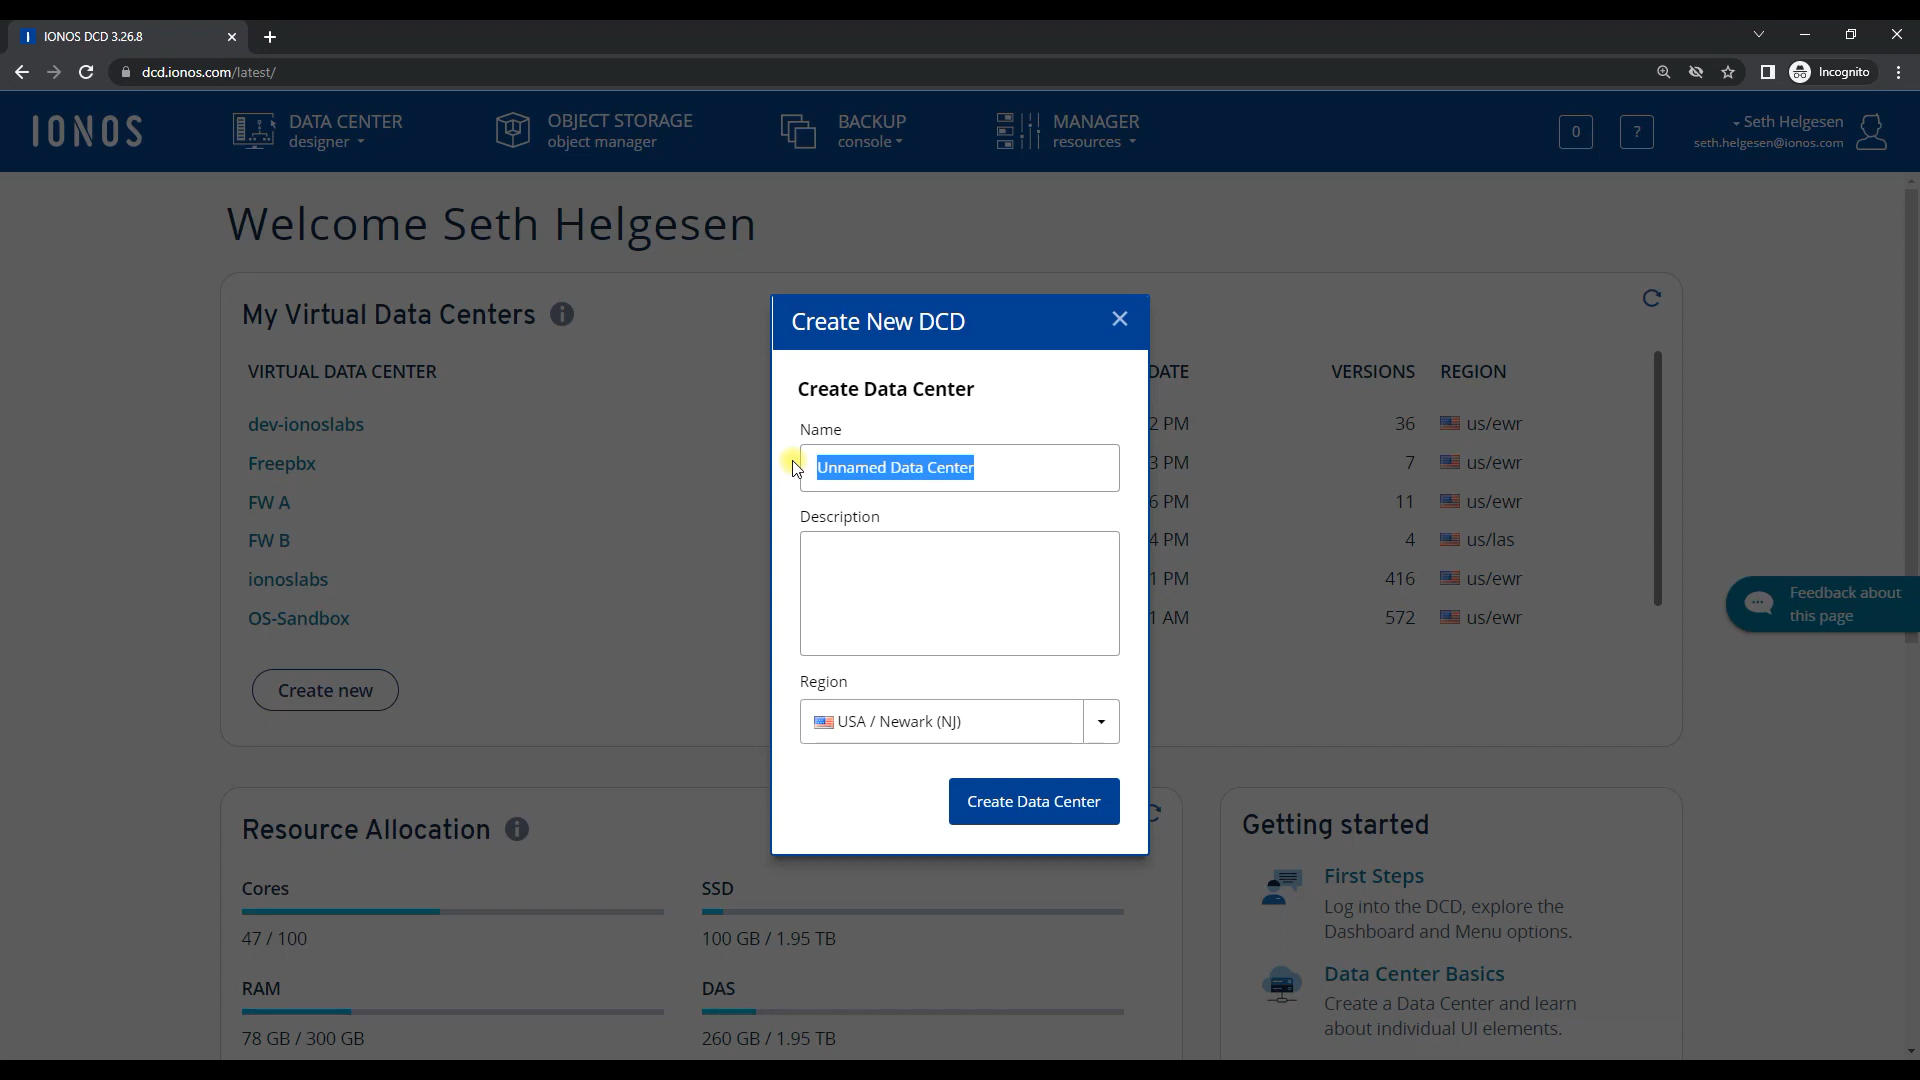 IONOS DCD 3.26.8
dcd.ionos.com/latest/
Incognito
IONOS
DATA CENTER
designer
OBJECT STORAGE
object manager
BACKUP
console
MANAGER
resources
0
?
Seth Helgesen
seth.helgesen@ionos.com
Welcome Seth Helgesen
My Virtual Data Centers
VIRTUAL DATA CENTER
DATE
VERSIONS
REGION
dev-ionoslabs
2 PM
36
us/ewr
Freepbx
3 PM
7
us/ewr
FW A
6 PM
11
us/ewr
FW B
4 PM
4
us/las
ionoslabs
1 PM
416
us/ewr
OS-Sandbox
1 AM
572
us/ewr
Create new
Create New DCD
Create Data Center
Name
Unnamed Data Center
Description
Region
USA / Newark (NJ)
Create Data Center
Feedback about
this page
Resource Allocation
Cores
47 / 100
SSD
100 GB / 1.95 TB
RAM
78 GB / 300 GB
DAS
260 GB / 1.95 TB
Getting started
First Steps
Log into the DCD, explore the
Dashboard and Menu options.
Data Center Basics
Create a Data Center and learn
about individual UI elements.